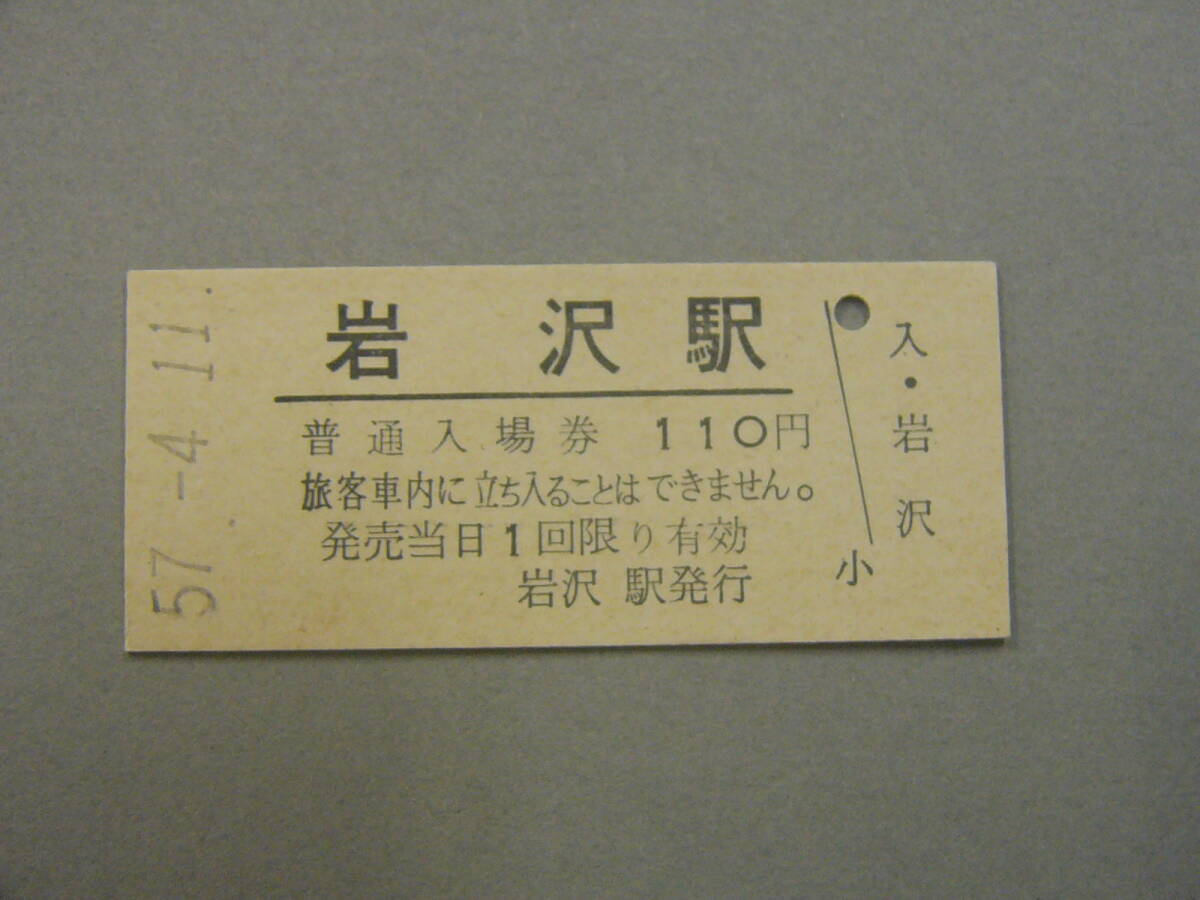 57.-4.11.
岩沢駅
普通入場券 110円
旅客車内に立ち入ることはできません。
発売当日1回限り有効
岩沢 駅発行
小
入・岩沢